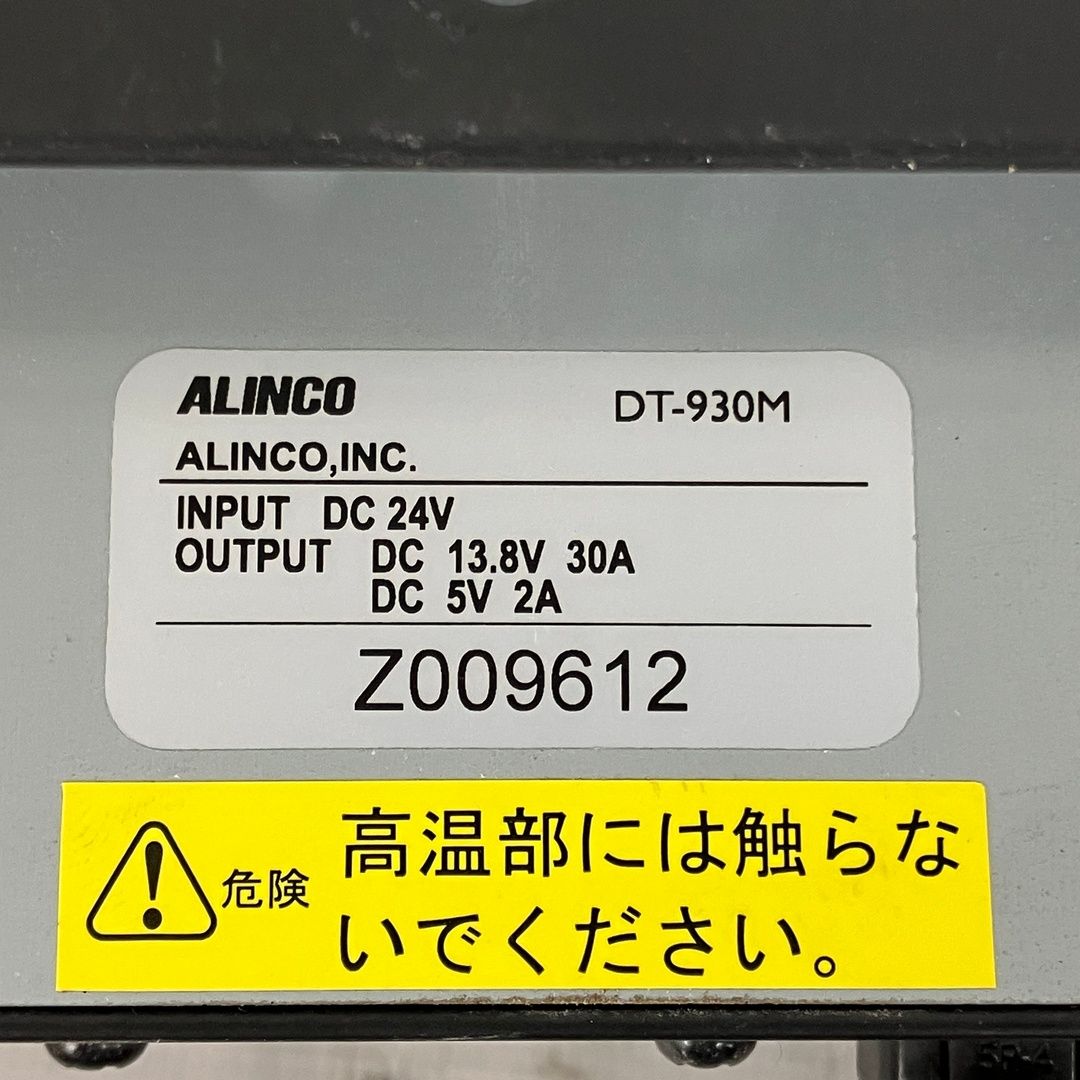 ALINCO DT-930M
ALINCO,INC.
INPUT DC 24V
OUTPUT DC 13.8V 30A
DC 5V 2A
Z009612
危険
高温部には触らな
いでください。